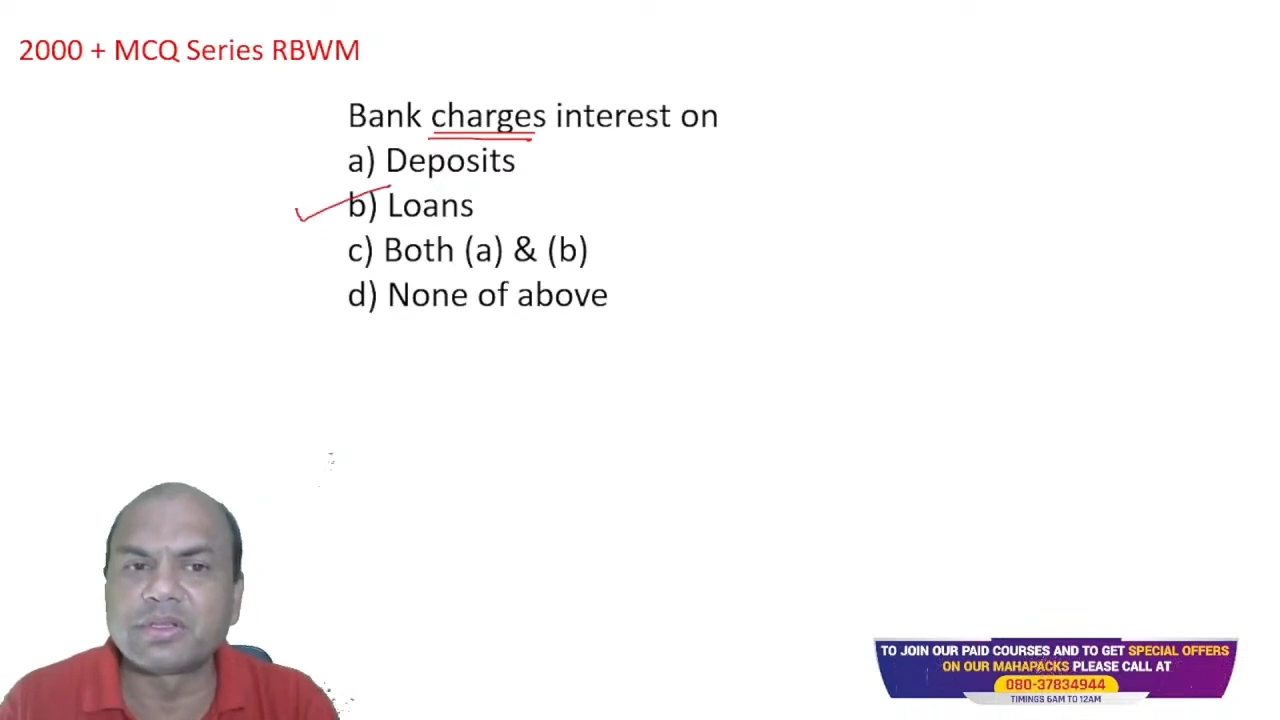 2000 + MCQ Series RBWM
Bank charges interest on
a) Deposits
b) Loans
c) Both (a) & (b)
d) None of above
TO JOIN OUR PAID COURSES AND TO GET SPECIAL OFFERS
ON OUR MAHAPACKS PLEASE CALL AT
080-37834944
TIMINGS 6AM TO 12AM